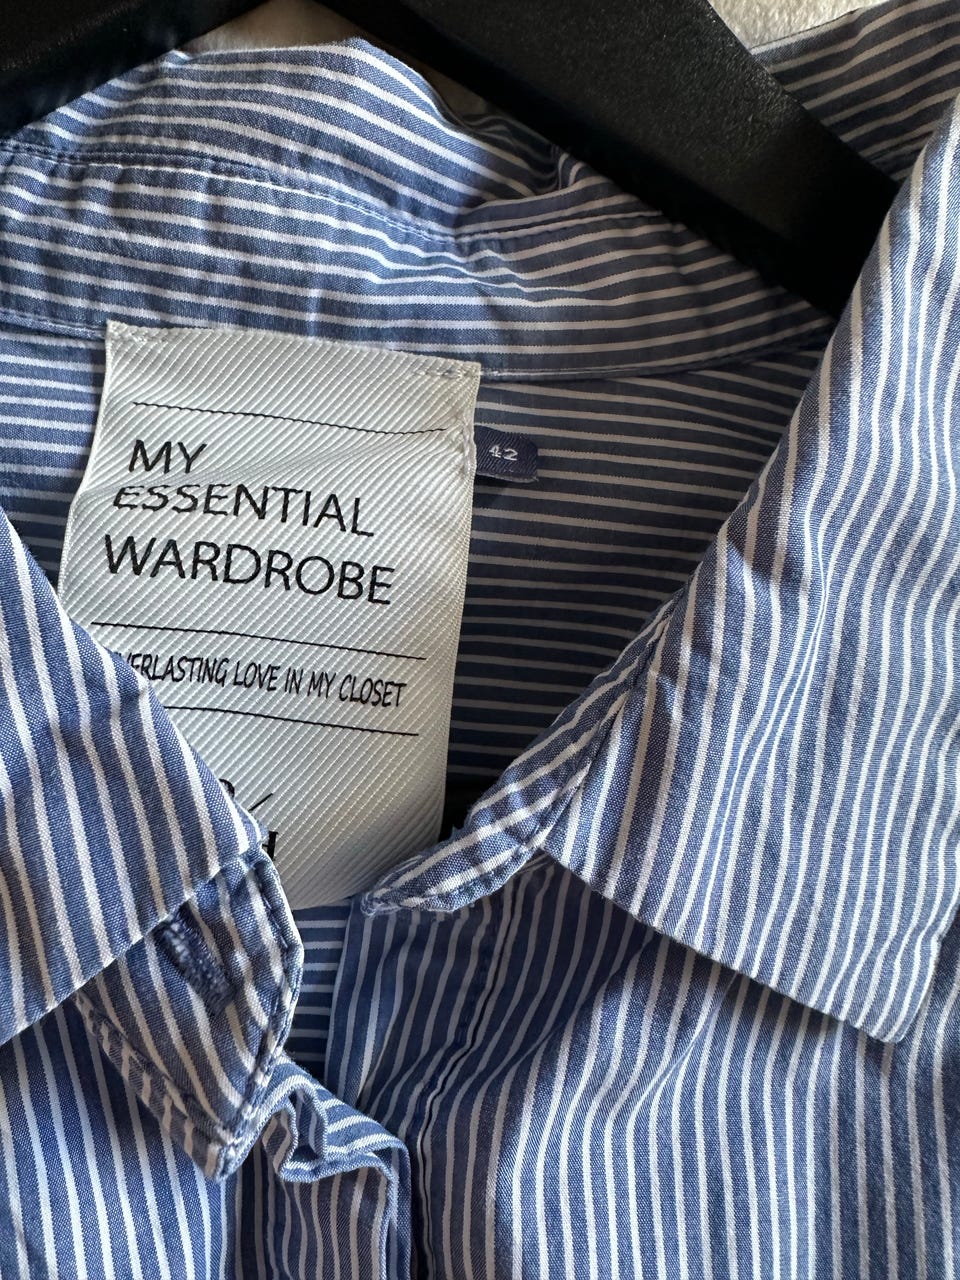 MY
ESSENTIAL
WARDROBE
42
LOVE IN MY CLOSET